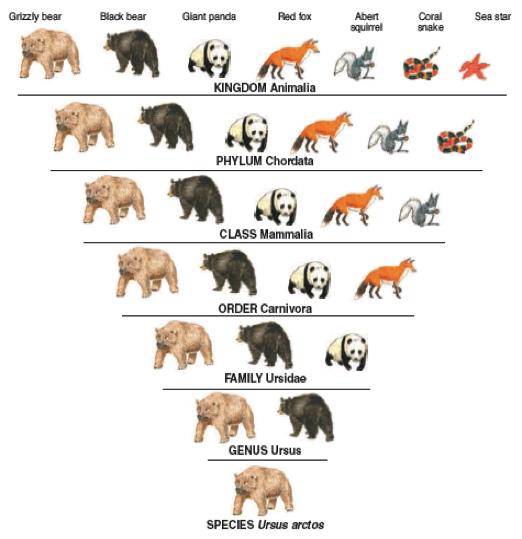 Grizzly bear Black bear Giant panda Red fox Abert squirrel Coral snake Sea star
KINGDOM Animalia
PHYLUM Chordata
CLASS Mammalia
ORDER Carnivora
FAMILY Ursidae
GENUS Ursus
SPECIES Ursus arctos